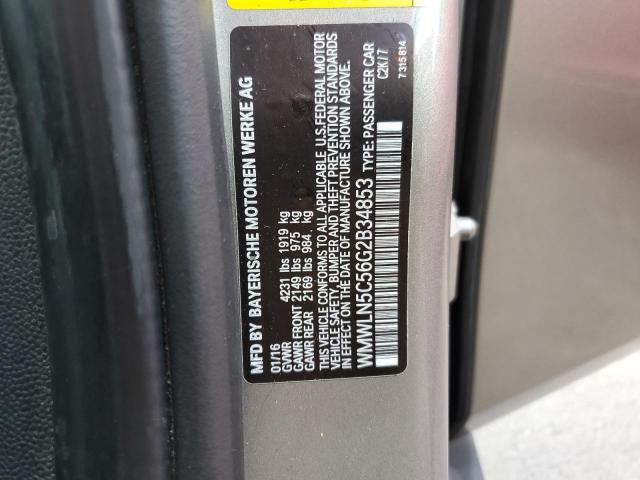 MFD BY BAYERISCHE MOTOREN WERKE AG
01/16
GVWR 4231 lbs 1919 kg
GAWR FRONT 2149 lbs 975 kg
GAWR REAR 2169 lbs 984 kg
THIS VEHICLE CONFORMS TO ALL APPLICABLE U.S. FEDERAL MOTOR
VEHICLE SAFETY, BUMPER AND THEFT PREVENTION STANDARDS
IN EFFECT ON THE DATE OF MANUFACTURE SHOWN ABOVE.
WMWLN5C56G2B34853 TYPE: PASSENGER CAR
C2K/7
7315814